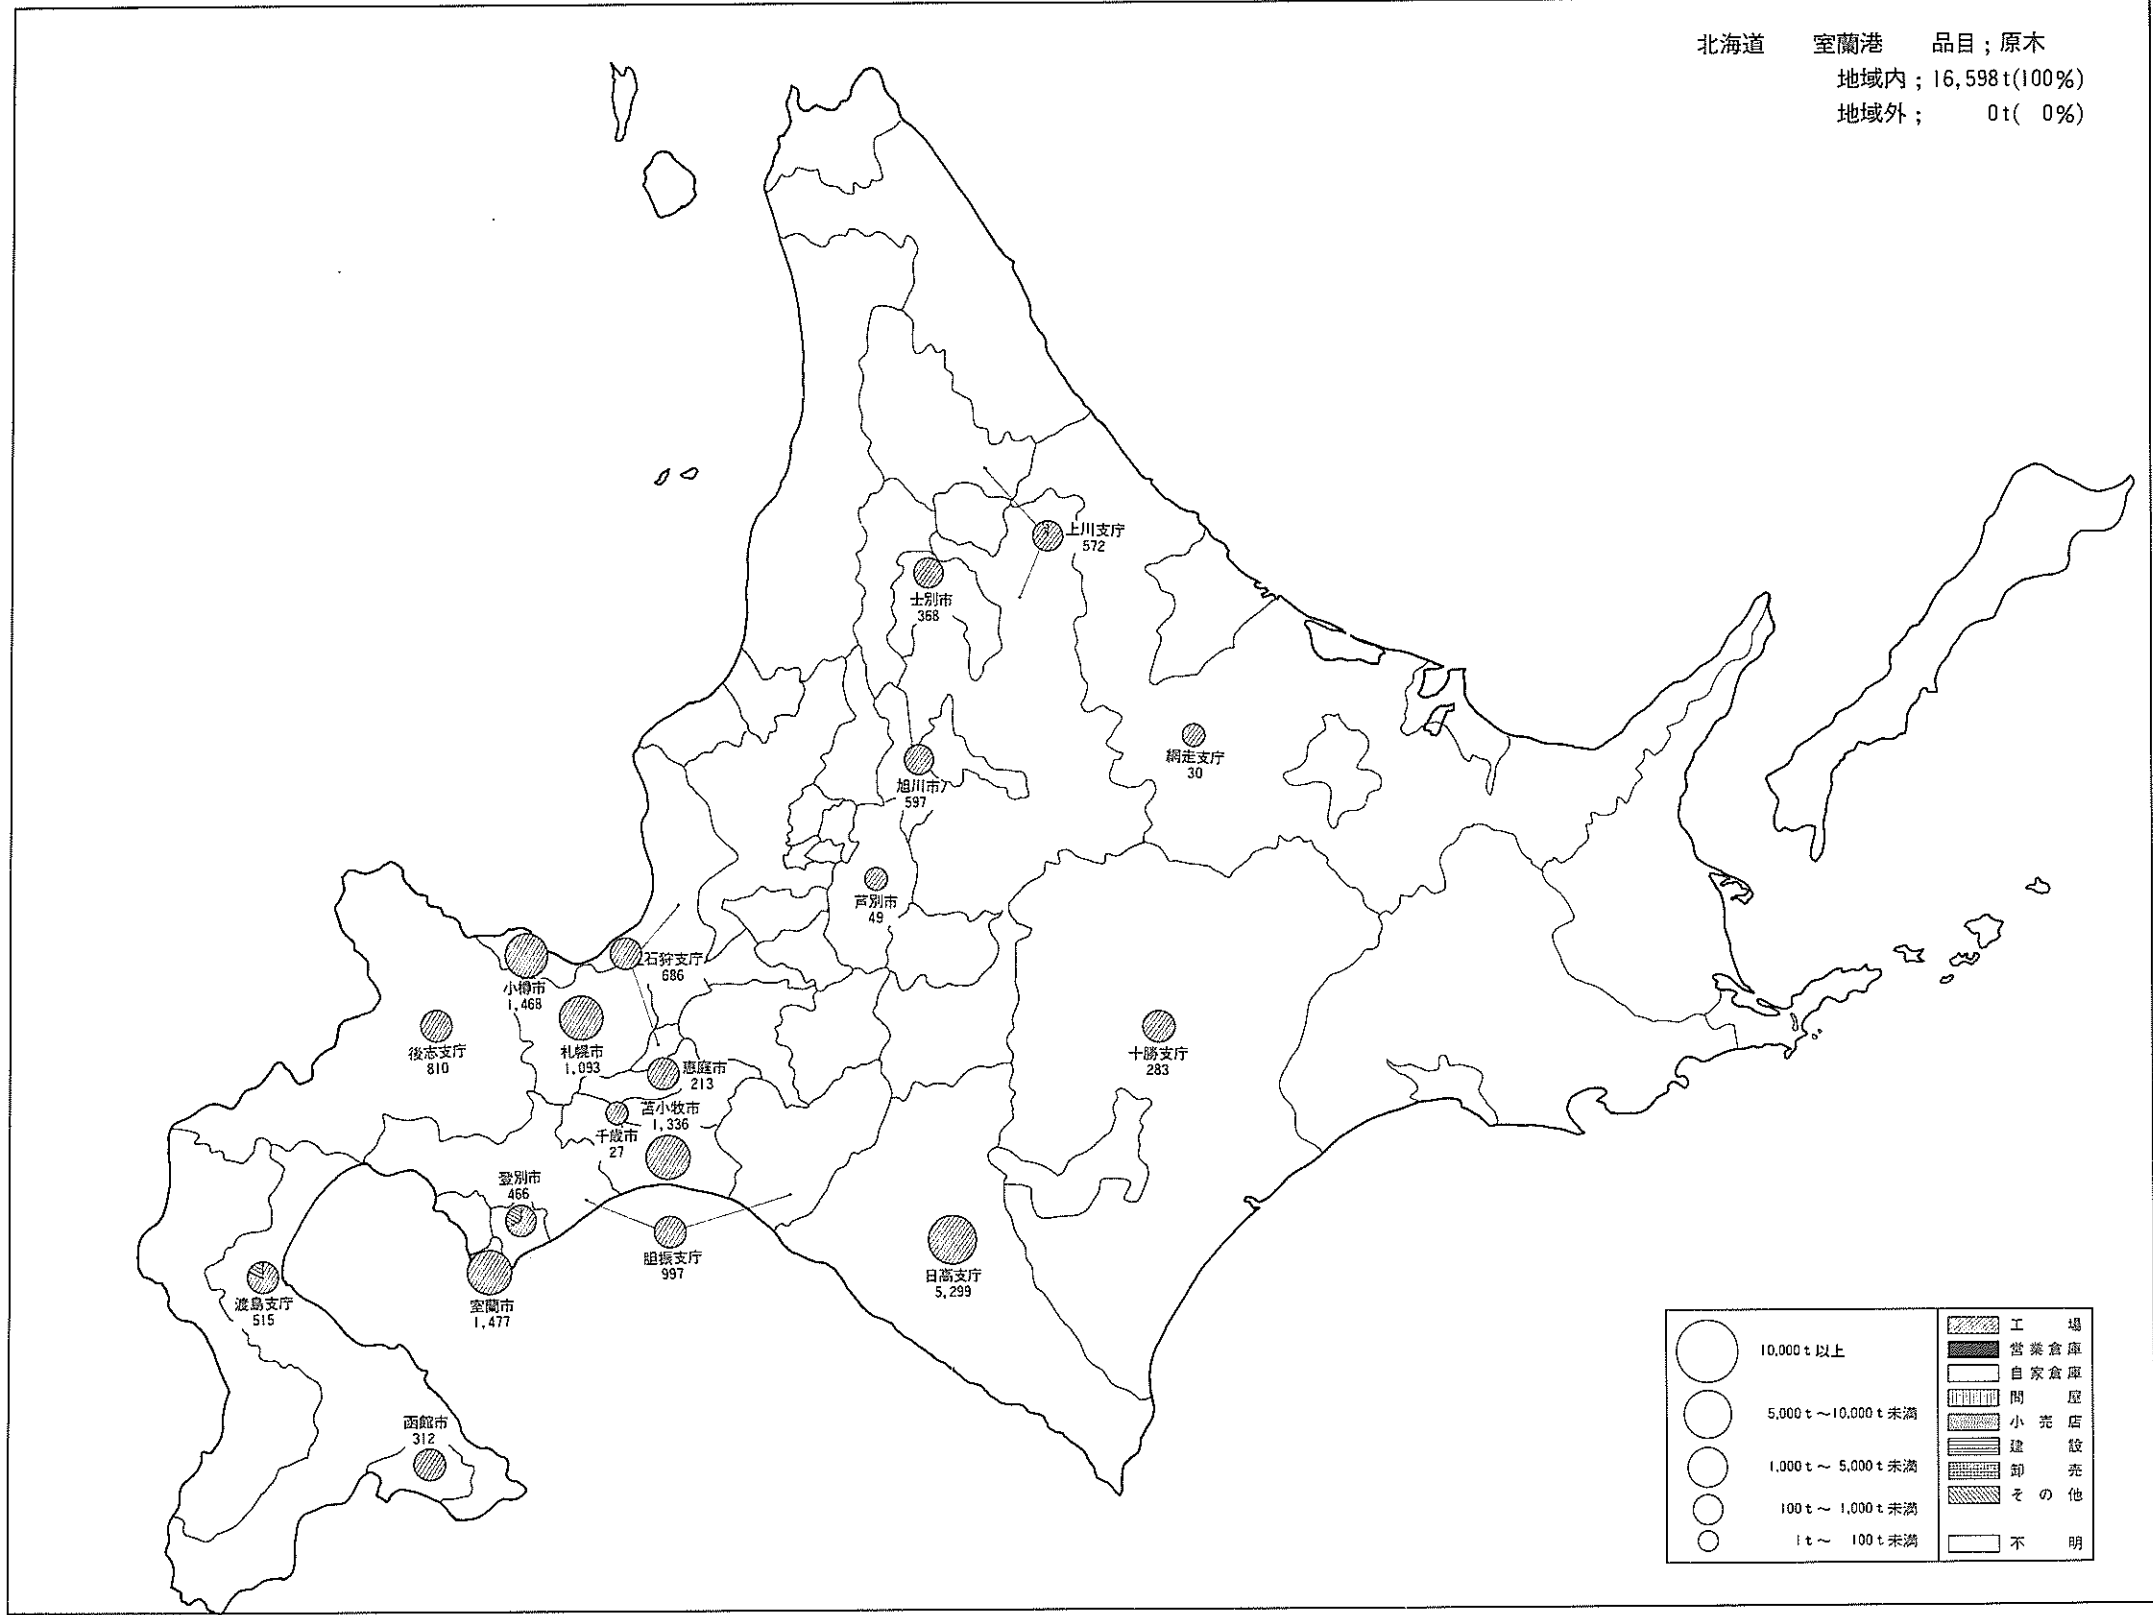 北海道　室蘭港　品目；原木
地域内；16,598t(100%)
地域外；0t( 0%)
上川支庁
572
士別市
368
網走支庁
30
旭川市
597
芦別市
49
石狩支庁
686
小樽市
1,468
札幌市
1,093
後志支庁
810
恵庭市
213
十勝支庁
283
苫小牧市
1,336
千歳市
27
登別市
466
胆振支庁
997
日高支庁
5,299
室蘭市
1,477
渡島支庁
515
函館市
312
10,000t以上
5,000t～10,000t未満
1,000t～5,000t未満
100t～1,000t未満
1t～100t未満
工場
営業倉庫
自家倉庫
問屋
小売店
建設
卸売
その他
不明